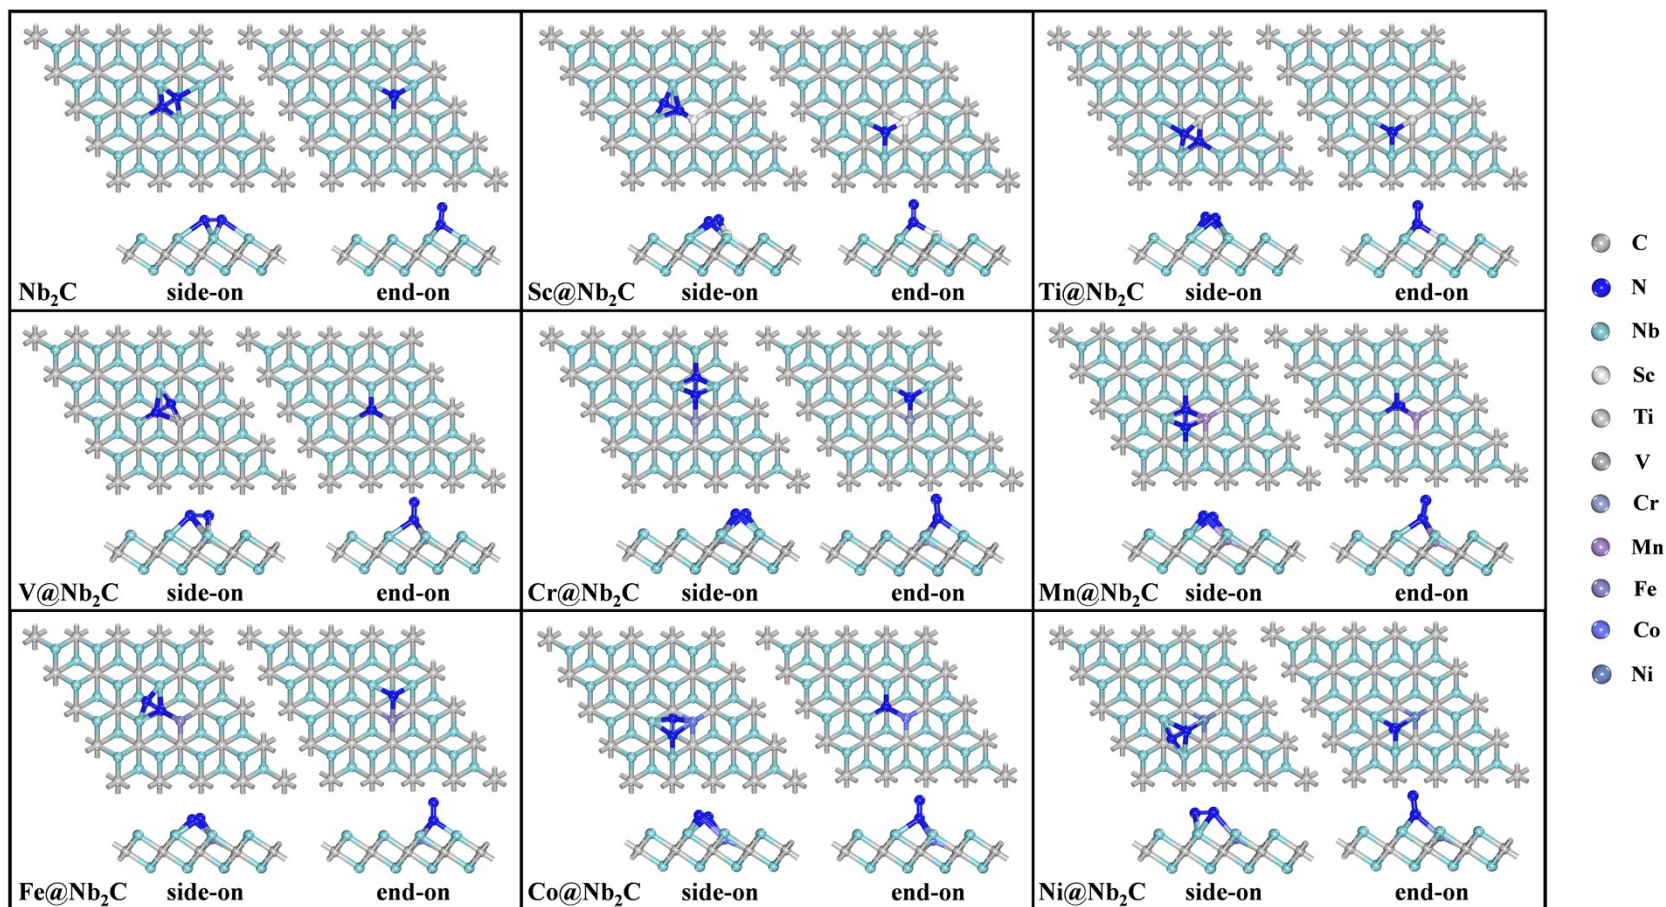 Nb₂C side-on end-on
Sc@Nb₂C side-on end-on
Ti@Nb₂C side-on end-on
V@Nb₂C side-on end-on
Cr@Nb₂C side-on end-on
Mn@Nb₂C side-on end-on
Fe@Nb₂C side-on end-on
Co@Nb₂C side-on end-on
Ni@Nb₂C side-on end-on
C
N
Nb
Sc
Ti
V
Cr
Mn
Fe
Co
Ni